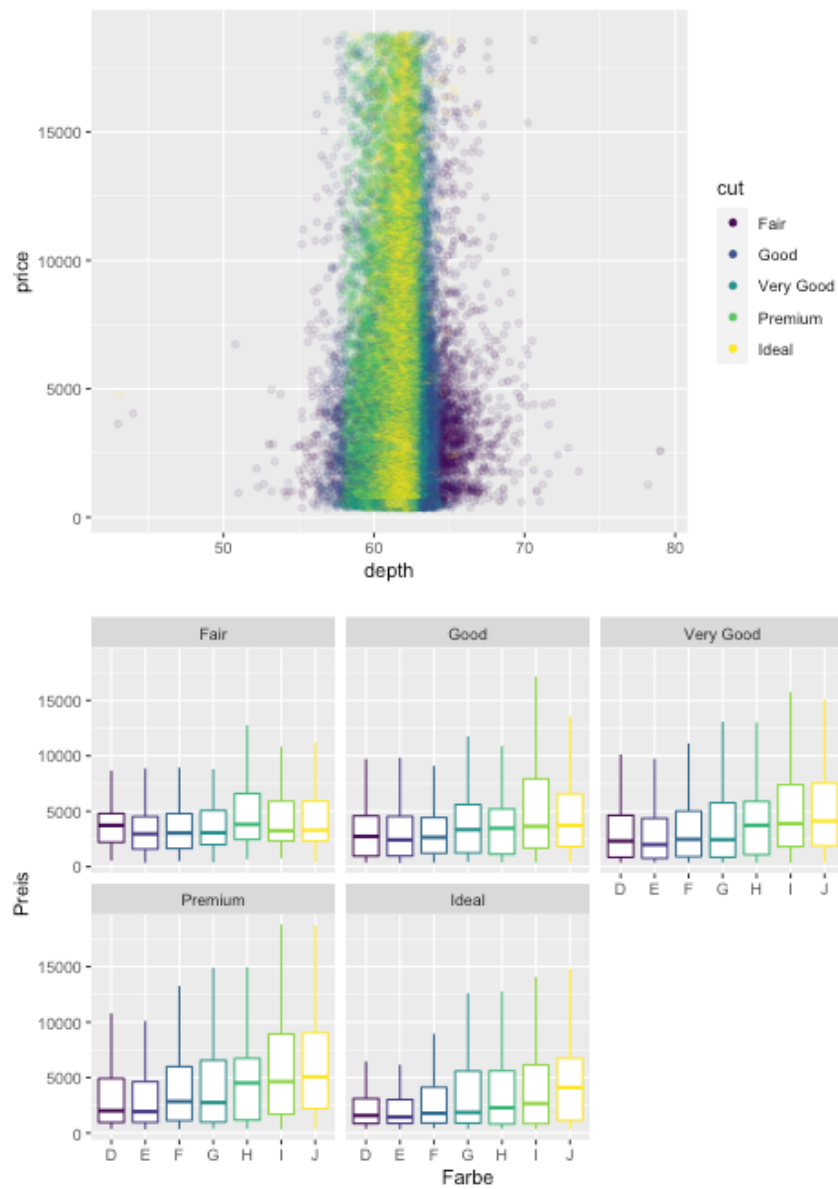 15000
10000
5000
0
price
50 60 70 80
depth
cut
Fair
Good
Very Good
Premium
Ideal
Fair Good Very Good
15000
10000
5000
0
D E F G H I J
Preis
Premium Ideal
15000
10000
5000
0
D E F G H I J D E F G H I J
Farbe